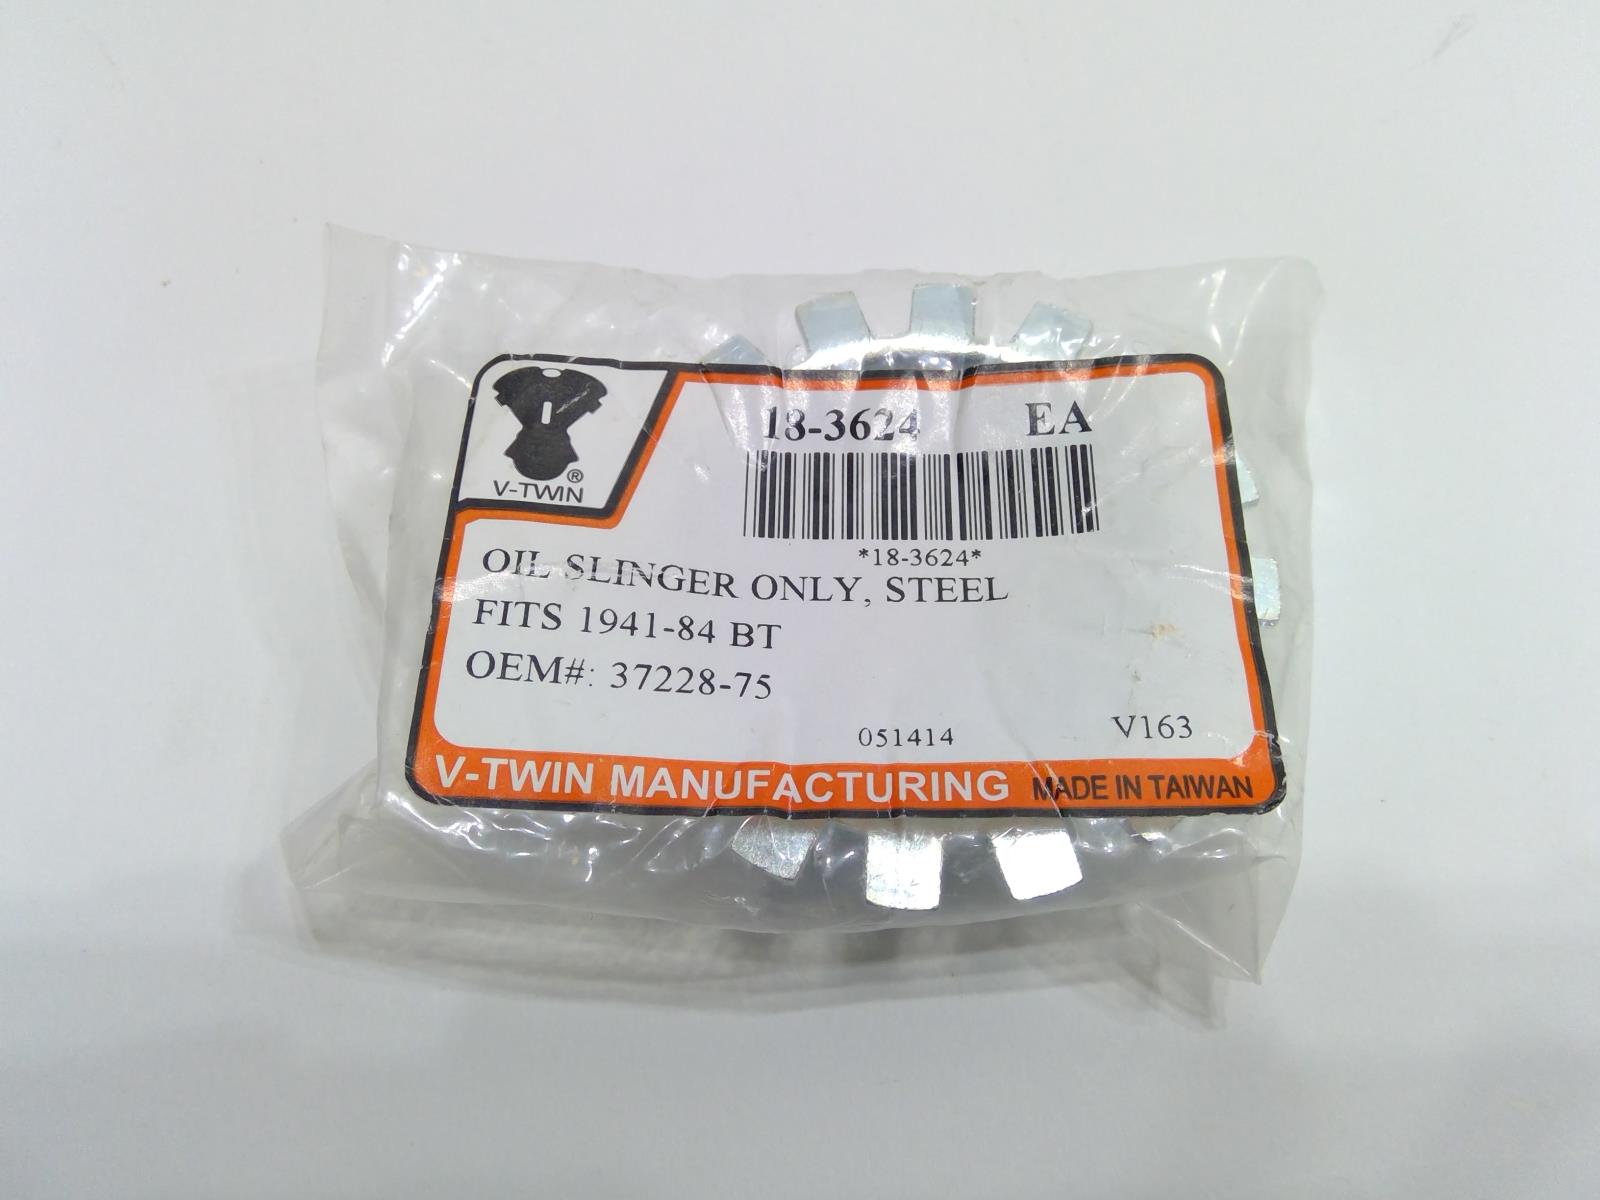 18-3624 EA
*18-3624*
® 
V-TWIN
OIL SLINGER ONLY, STEEL
FITS 1941-84 BT
OEM#: 37228-75
051414 V163
V-TWIN MANUFACTURING MADE IN TAIWAN